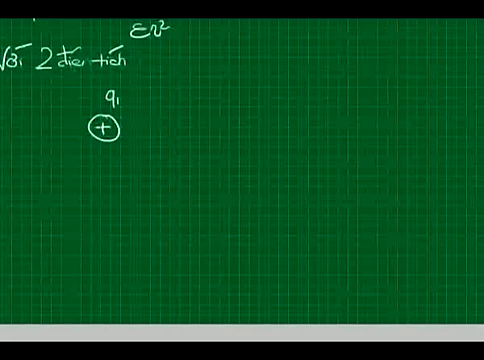 εr²
Với 2 điện tích
q₁
+